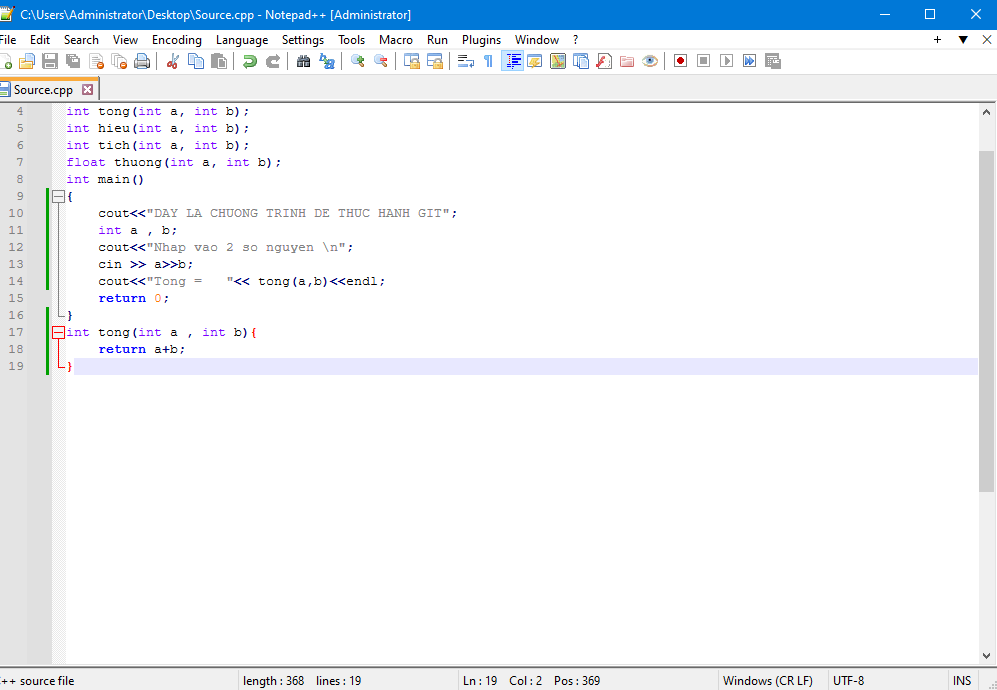 C:\Users\Administrator\Desktop\Source.cpp - Notepad++ [Administrator]
File Edit Search View Encoding Language Settings Tools Macro Run Plugins Window ? + ▼ X
Source.cpp
4 int tong(int a, int b);
5 int hieu(int a, int b);
6 int tich(int a, int b);
7 float thuong(int a, int b);
8 int main()
9 {
10 cout<<"DAY LA CHUONG TRINH DE THUC HANH GIT";
11 int a , b;
12 cout<<"Nhap vao 2 so nguyen \n";
13 cin >> a>>b;
14 cout<<"Tong =   "<< tong(a,b)<<endl;
15 return 0;
16 }
17 int tong(int a , int b){
18 return a+b;
19 }
++ source file length : 368 lines : 19 Ln : 19 Col : 2 Pos : 369 Windows (CR LF) UTF-8 INS